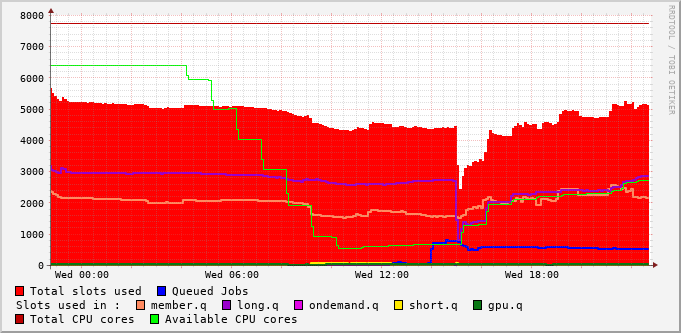 8000
7000
6000
5000
4000
3000
2000
1000
0
Wed 00:00 Wed 06:00 Wed 12:00 Wed 18:00
RRDTOOL / TOBI OETIKER
Total slots used Queued Jobs
Slots used in : member.q long.q ondemand.q short.q gpu.q
Total CPU cores Available CPU cores